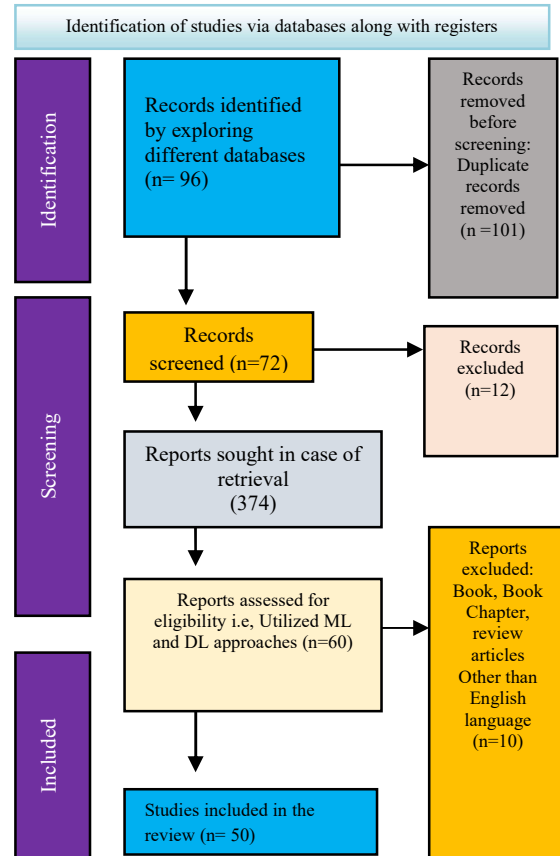 Identification of studies via databases along with registers
Identification
Records identified
by exploring
different databases
(n= 96)
Records
removed
before
screening:
Duplicate
records
removed
(n =101)
Screening
Records
screened (n=72)
Records
excluded
(n=12)
Reports sought in case of
retrieval
(374)
Reports assessed for
eligibility i.e, Utilized ML
and DL approaches (n=60)
Reports
excluded:
Book, Book
Chapter,
review
articles
Other than
English
language
(n=10)
Included
Studies included in the
review (n= 50)